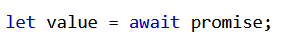 let value = await promise;